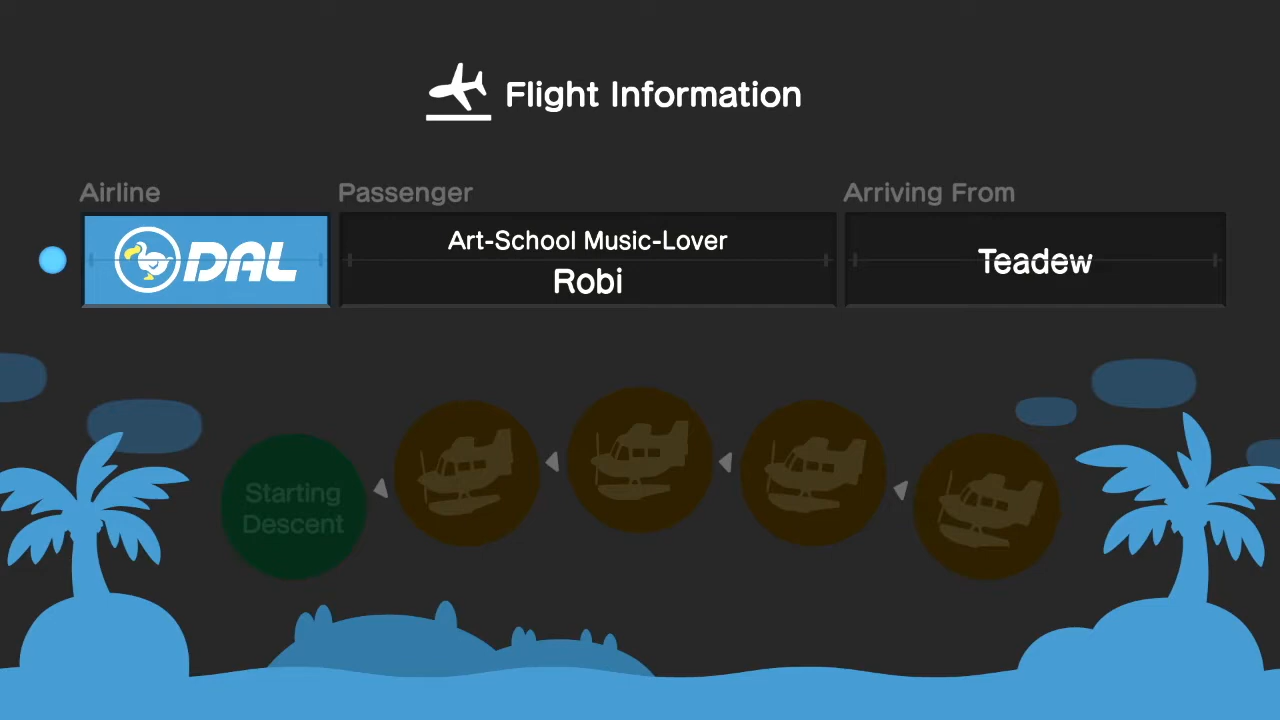 Flight Information
Airline
Passenger
Arriving From
DAL
Art-School Music-Lover
Robi
Teadew
Starting
Descent